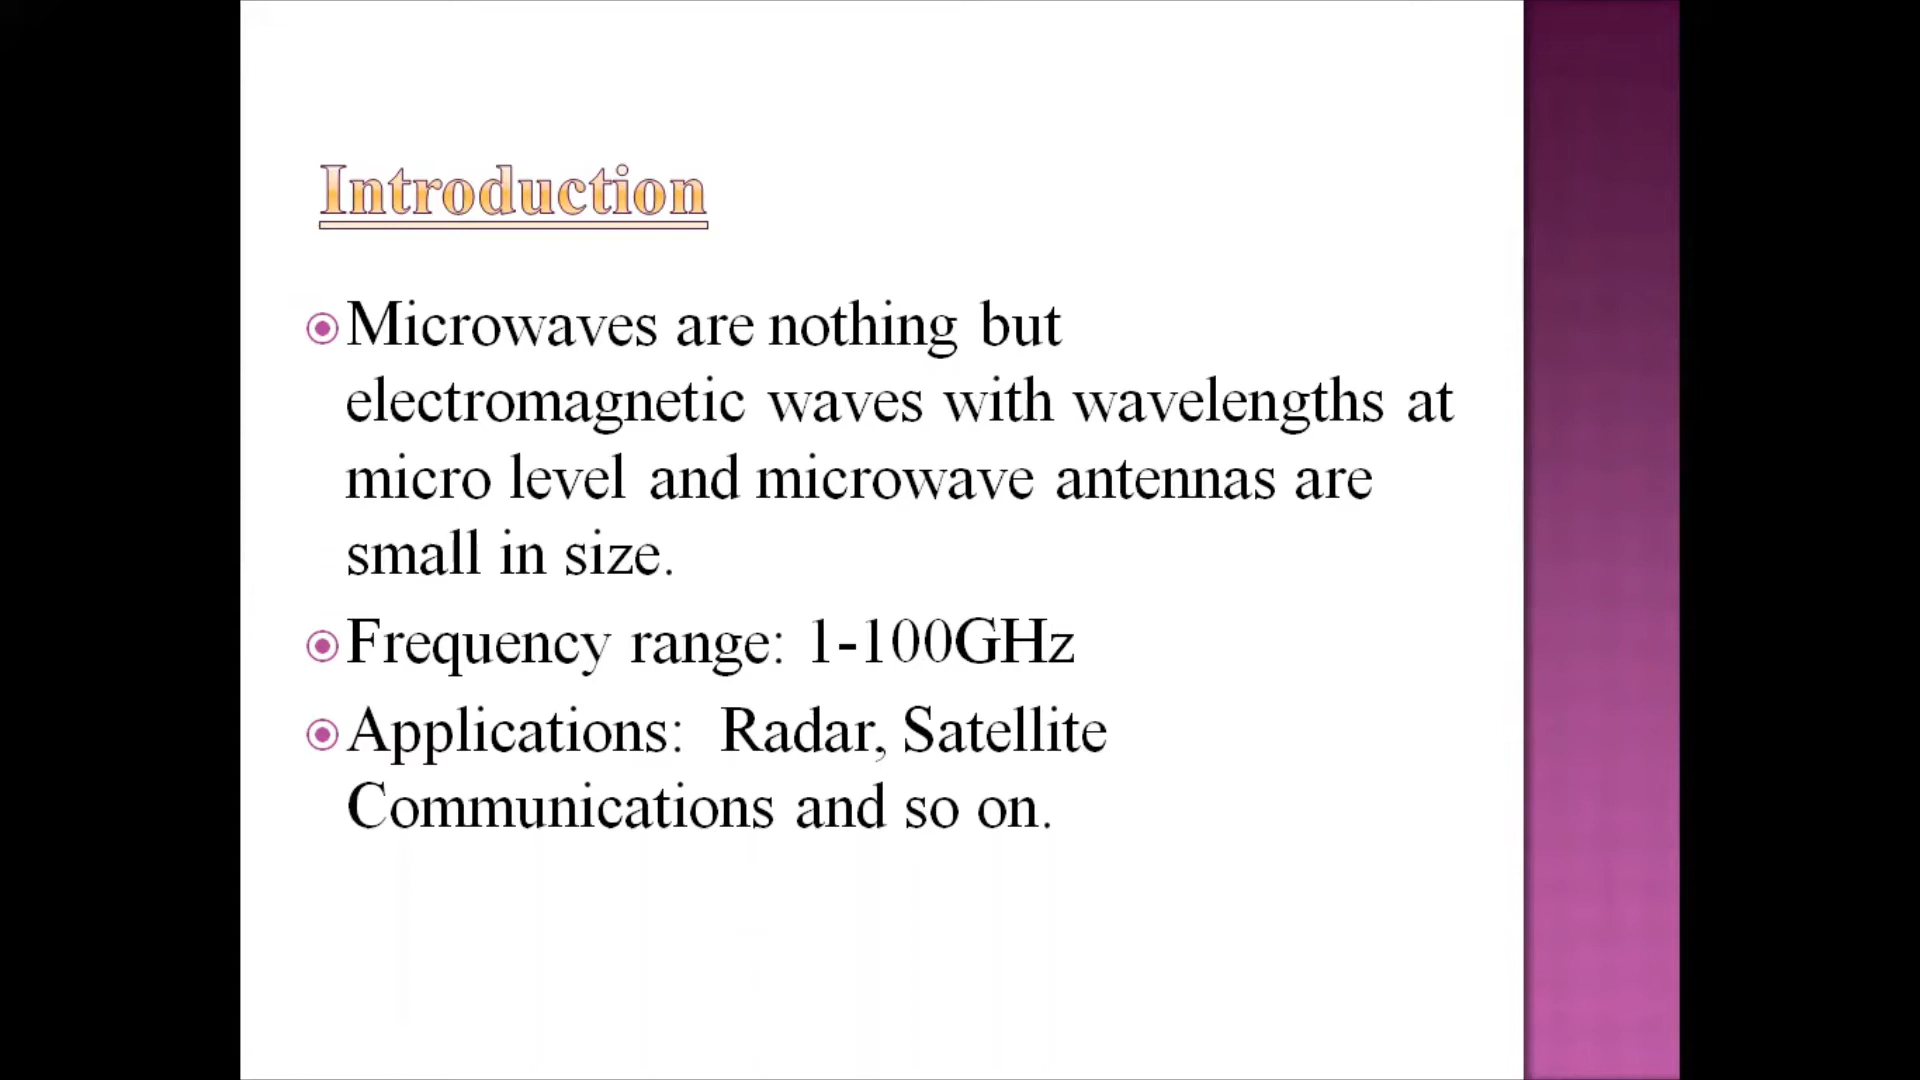 Introduction
Microwaves are nothing but
electromagnetic waves with wavelengths at
micro level and microwave antennas are
small in size.
Frequency range: 1-100GHz
Applications: Radar, Satellite
Communications and so on.